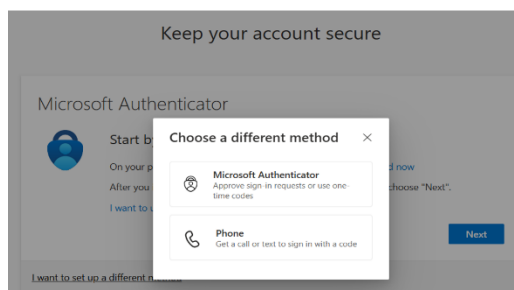 Keep your account secure
Microsoft Authenticator
Start b
On your p
d now
After you
choose "Next".
I want to
Choose a different method
Microsoft Authenticator
Approve sign-in requests or use one-
time codes
Phone
Get a call or text to sign in with a code
Next
I want to set up a different method